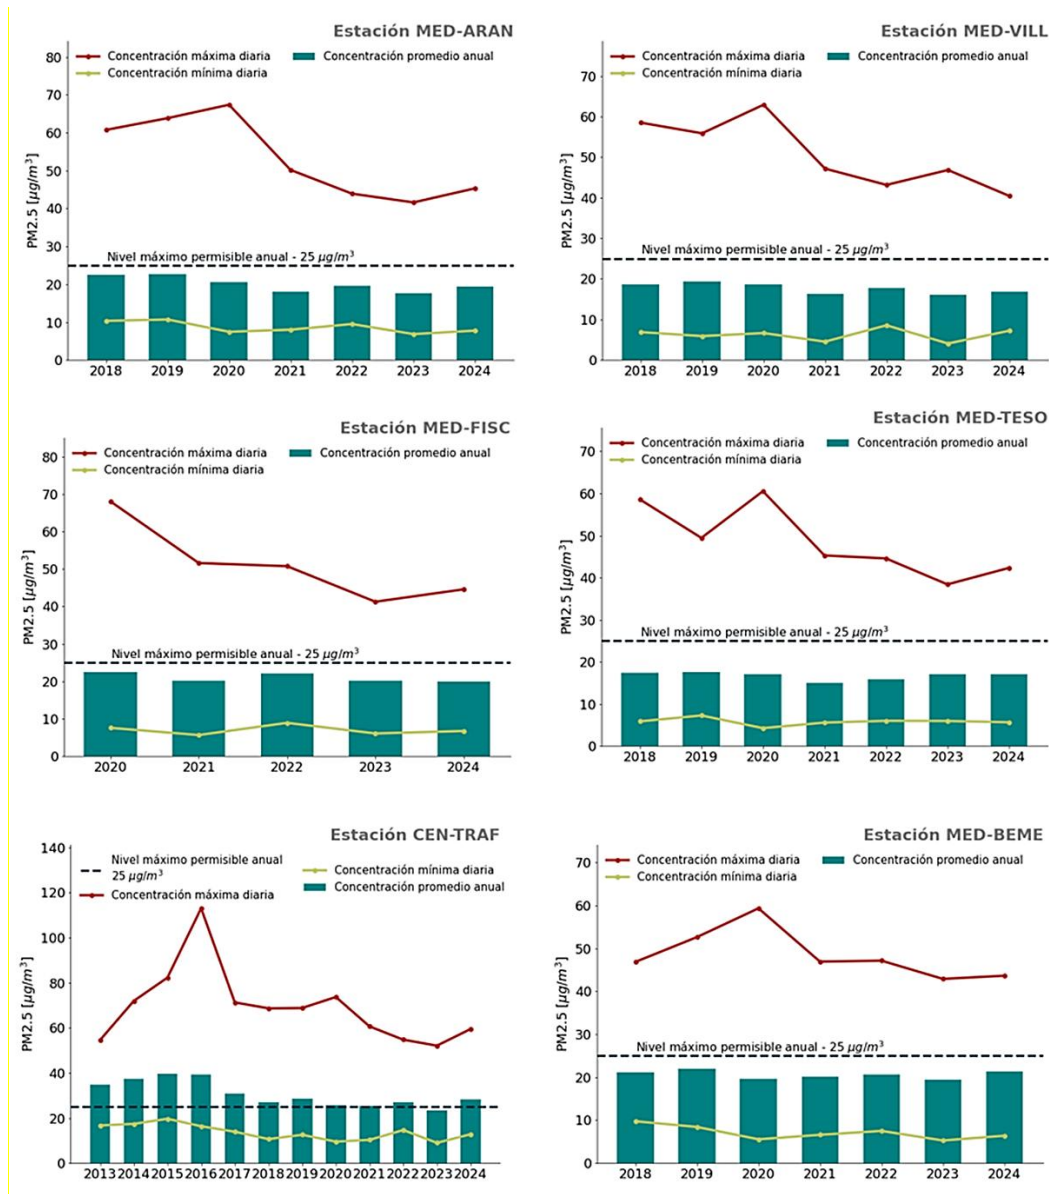 Estación MED-ARAN
Concentración máxima diaria
Concentración promedio anual
Concentración mínima diaria
80
70
60
50
40
30
20
10
0
PM2.5 [μg/m³]
Nivel máximo permisible anual - 25 μg/m³
2018 2019 2020 2021 2022 2023 2024
Estación MED-VILL
Concentración máxima diaria
Concentración promedio anual
Concentración mínima diaria
70
60
50
40
30
20
10
0
PM2.5 [μg/m³]
Nivel máximo permisible anual - 25 μg/m³
2018 2019 2020 2021 2022 2023 2024
Estación MED-FISC
Concentración máxima diaria
Concentración promedio anual
Concentración mínima diaria
80
70
60
50
40
30
20
10
0
PM2.5 [μg/m³]
Nivel máximo permisible anual - 25 μg/m³
2020 2021 2022 2023 2024
Estación MED-TESO
Concentración máxima diaria
Concentración promedio anual
Concentración mínima diaria
70
60
50
40
30
20
10
0
PM2.5 [μg/m³]
Nivel máximo permisible anual - 25 μg/m³
2018 2019 2020 2021 2022 2023 2024
Estación CEN-TRAF
Nivel máximo permisible anual
25 μg/m³
Concentración máxima diaria
Concentración mínima diaria
Concentración promedio anual
140
120
100
80
60
40
20
0
PM2.5 [μg/m³]
2013 2014 2015 2016 2017 2018 2019 2020 2021 2022 2023 2024
Estación MED-BEME
Concentración máxima diaria
Concentración promedio anual
Concentración mínima diaria
70
60
50
40
30
20
10
0
PM2.5 [μg/m³]
Nivel máximo permisible anual - 25 μg/m³
2018 2019 2020 2021 2022 2023 2024